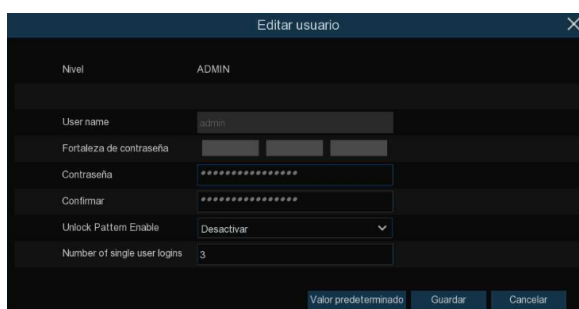 Editar usuario
Nivel ADMIN
User name admin
Fortaleza de contraseña
Contraseña ****************
Confirmar ****************
Unlock Pattern Enable Desactivar
Number of single user logins 3
Valor predeterminado Guardar Cancelar